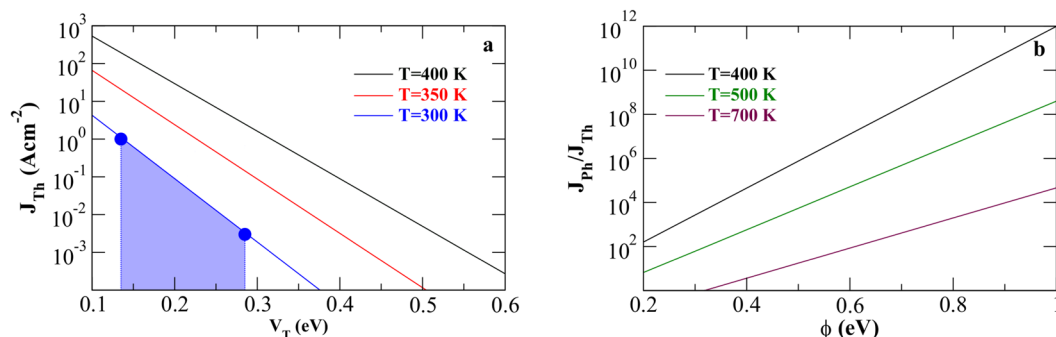 a
T=400 K
T=350 K
T=300 K
J_Th (Acm^-2)
10^3
10^2
10^1
10^0
10^-1
10^-2
10^-3
0.1 0.2 0.3 0.4 0.5 0.6
V_T (eV)
b
T=400 K
T=500 K
T=700 K
J_Ph/J_Th
10^12
10^10
10^8
10^6
10^4
10^2
0.2 0.4 0.6 0.8 1
ϕ (eV)